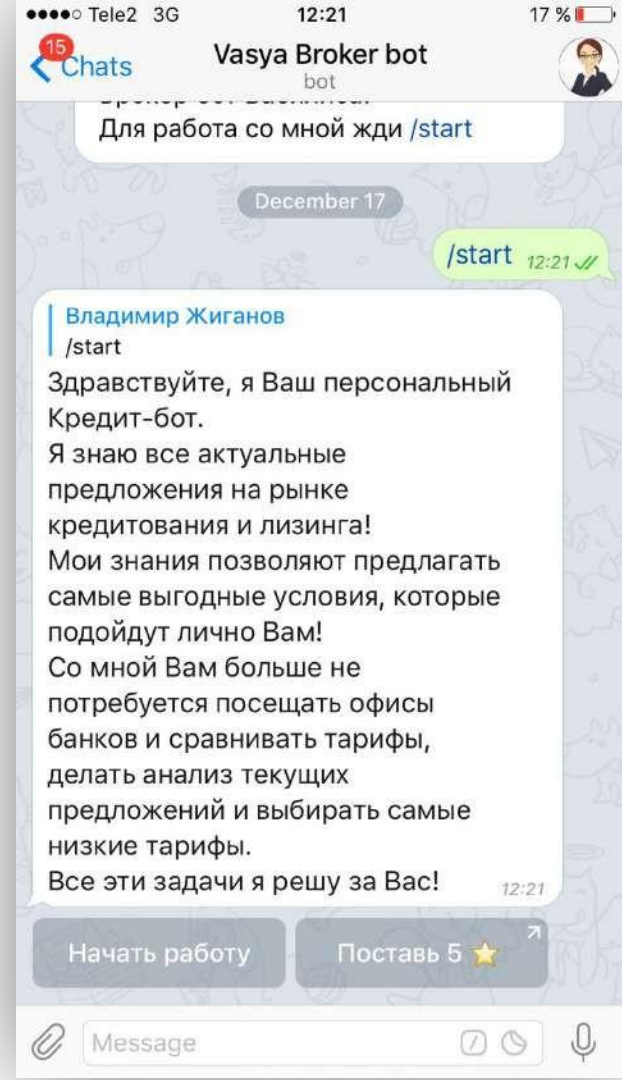 Tele2 3G 12:21 17 %
15
Chats Vasya Broker bot
bot
Для работа со мной жди /start
December 17
/start 12:21
Владимир Жиганов
/start
Здравствуйте, я Ваш персональный
Кредит-бот.
Я знаю все актуальные
предложения на рынке
кредитования и лизинга!
Мои знания позволяют предлагать
самые выгодные условия, которые
подойдут лично Вам!
Со мной Вам больше не
потребуется посещать офисы
банков и сравнивать тарифы,
делать анализ текущих
предложений и выбирать самые
низкие тарифы.
Все эти задачи я решу за Вас! 12:21
Начать работу Поставь 5 ⭐
Message